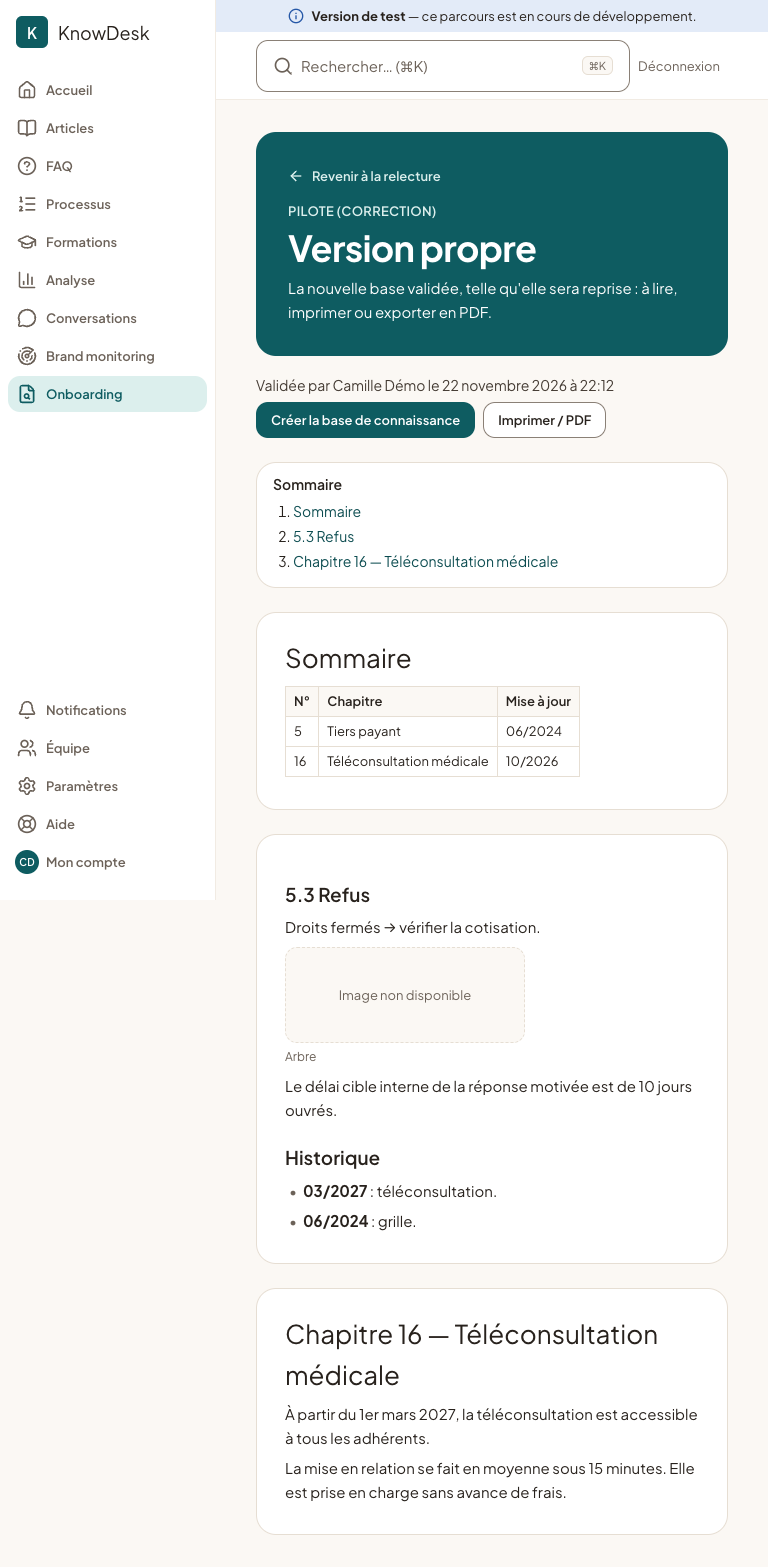 K KnowDesk
Accueil
Articles
FAQ
Processus
Formations
Analyse
Conversations
Brand monitoring
Onboarding
Notifications
Équipe
Paramètres
Aide
CD Mon compte
Version de test — ce parcours est en cours de développement.
Rechercher… (⌘K) ⌘K Déconnexion
← Revenir à la relecture
PILOTE (CORRECTION)
Version propre
La nouvelle base validée, telle qu'elle sera reprise : à lire,
imprimer ou exporter en PDF.
Validée par Camille Démo le 22 novembre 2026 à 22:12
Créer la base de connaissance Imprimer / PDF
Sommaire
1. Sommaire
2. 5.3 Refus
3. Chapitre 16 — Téléconsultation médicale
Sommaire
N° Chapitre Mise à jour
5 Tiers payant 06/2024
16 Téléconsultation médicale 10/2026
5.3 Refus
Droits fermés → vérifier la cotisation.
Image non disponible
Arbre
Le délai cible interne de la réponse motivée est de 10 jours
ouvrés.
Historique
• 03/2027 : téléconsultation.
• 06/2024 : grille.
Chapitre 16 — Téléconsultation
médicale
À partir du 1er mars 2027, la téléconsultation est accessible
à tous les adhérents.
La mise en relation se fait en moyenne sous 15 minutes. Elle
est prise en charge sans avance de frais.